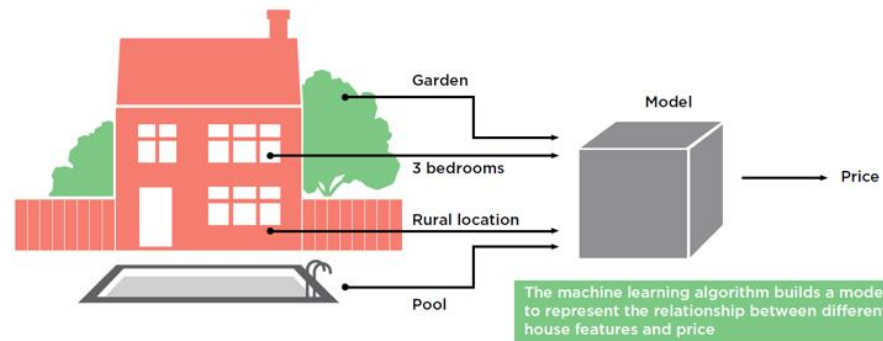 Garden
Model
3 bedrooms
Price
Rural location
Pool
The machine learning algorithm builds a
to represent the relationship between different
house features and price